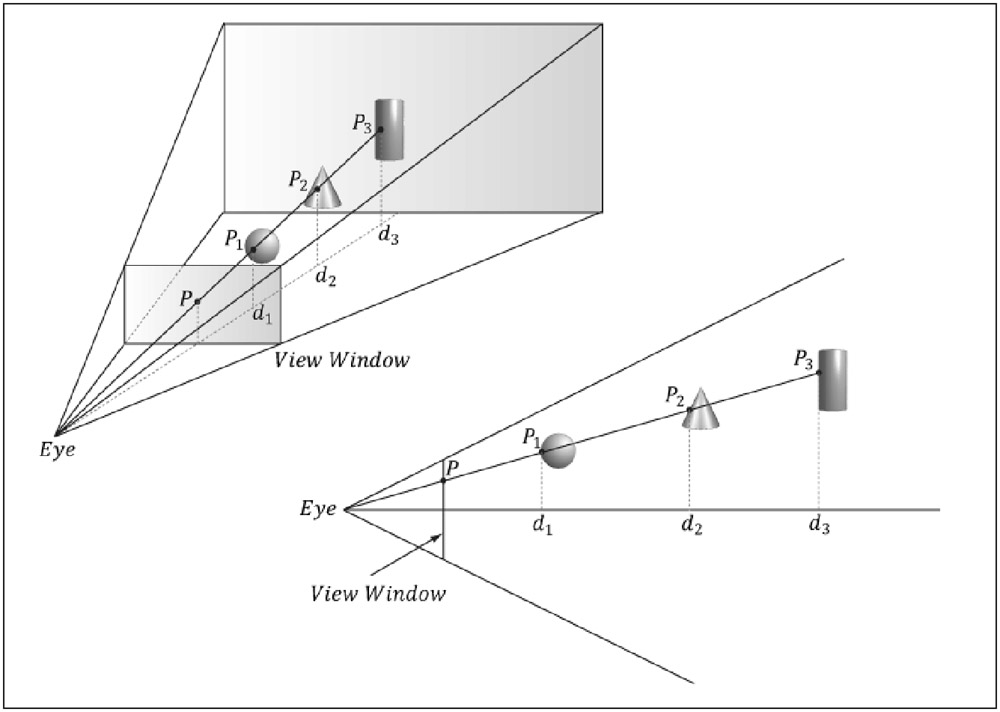 P₃
P₂
P₁
d₃
d₂
P
d₁
View Window
Eye
P₃
P₂
P₁
P
Eye
d₁
d₂
d₃
View Window